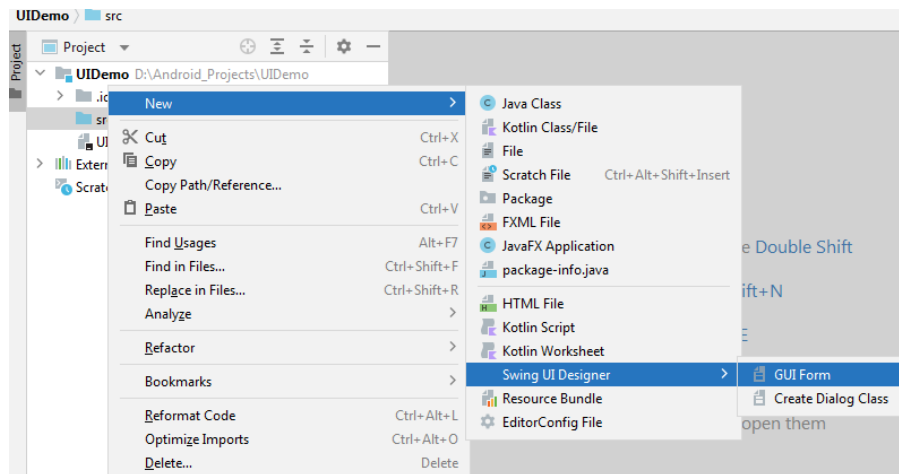 UIDemo src
Project
Project
UIDemo D:\Android_Projects\UIDemo
New
Cut Ctrl+X
Copy Ctrl+C
Copy Path/Reference...
Paste Ctrl+V
Find Usages Alt+F7
Find in Files... Ctrl+Shift+F
Replace in Files... Ctrl+Shift+R
Analyze
Refactor
Bookmarks
Reformat Code Ctrl+Alt+L
Optimize Imports Ctrl+Alt+O
Delete... Delete
Java Class
Kotlin Class/File
File
Scratch File Ctrl+Alt+Shift+Insert
Package
FXML File
JavaFX Application
package-info.java
HTML File
Kotlin Script
Kotlin Worksheet
Swing UI Designer
Resource Bundle
EditorConfig File
GUI Form
Create Dialog Class
Double Shift
open them